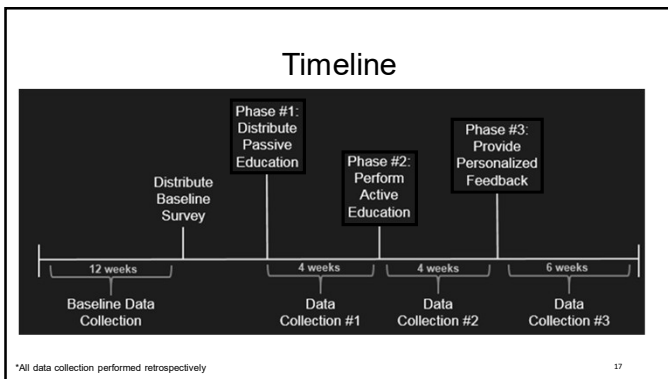 Timeline
Phase #1:
Distribute
Passive
Education
Phase #3:
Provide
Personalized
Feedback
Phase #2:
Perform
Active
Education
Distribute
Baseline
Survey
12 weeks
4 weeks
4 weeks
6 weeks
Baseline Data
Collection
Data
Collection #1
Data
Collection #2
Data
Collection #3
*All data collection performed retrospectively
17